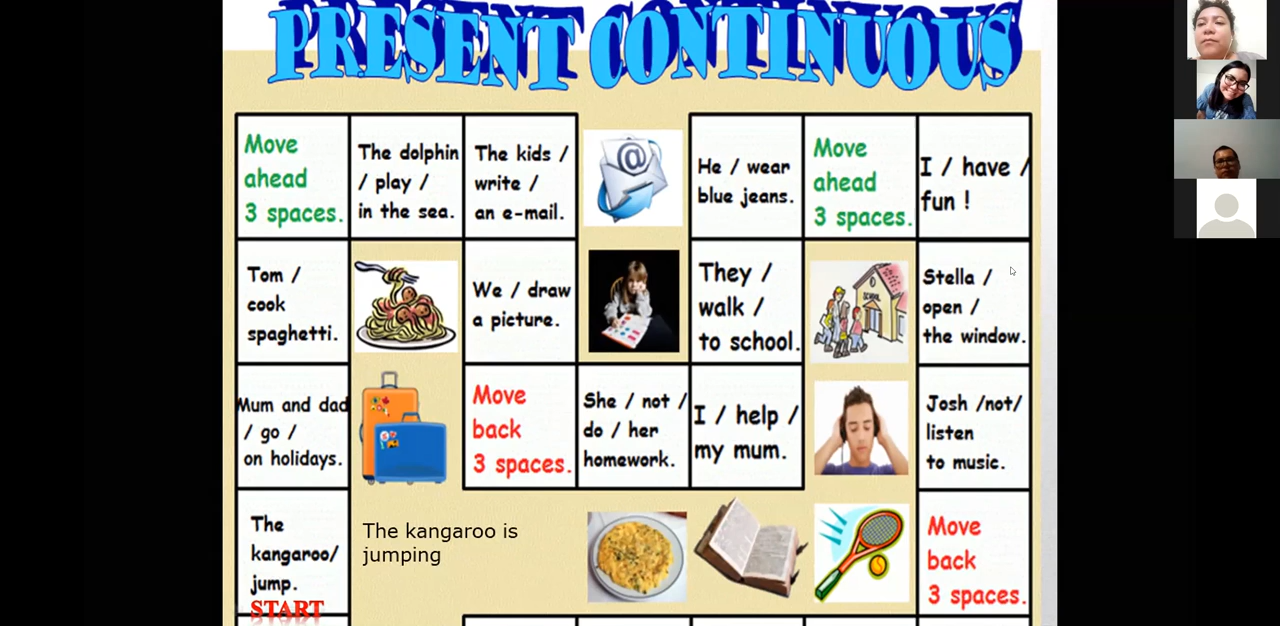 PRESENT CONTINUOUS
Move
ahead
3 spaces.
The dolphin
/ play /
in the sea.
The kids /
write /
an e-mail.
@
He / wear
blue jeans.
Move
ahead
3 spaces.
I / have /
fun !
Tom /
cook
spaghetti.
We / draw
a picture.
They /
walk /
to school.
SCHOOL
Stella /
open /
the window.
Mum and dad
/ go /
on holidays.
Move
back
3 spaces.
She / not /
do / her
homework.
I / help /
my mum.
Josh /not/
listen
to music.
The
kangaroo/
jump.
START
The kangaroo is
jumping
Move
back
3 spaces.